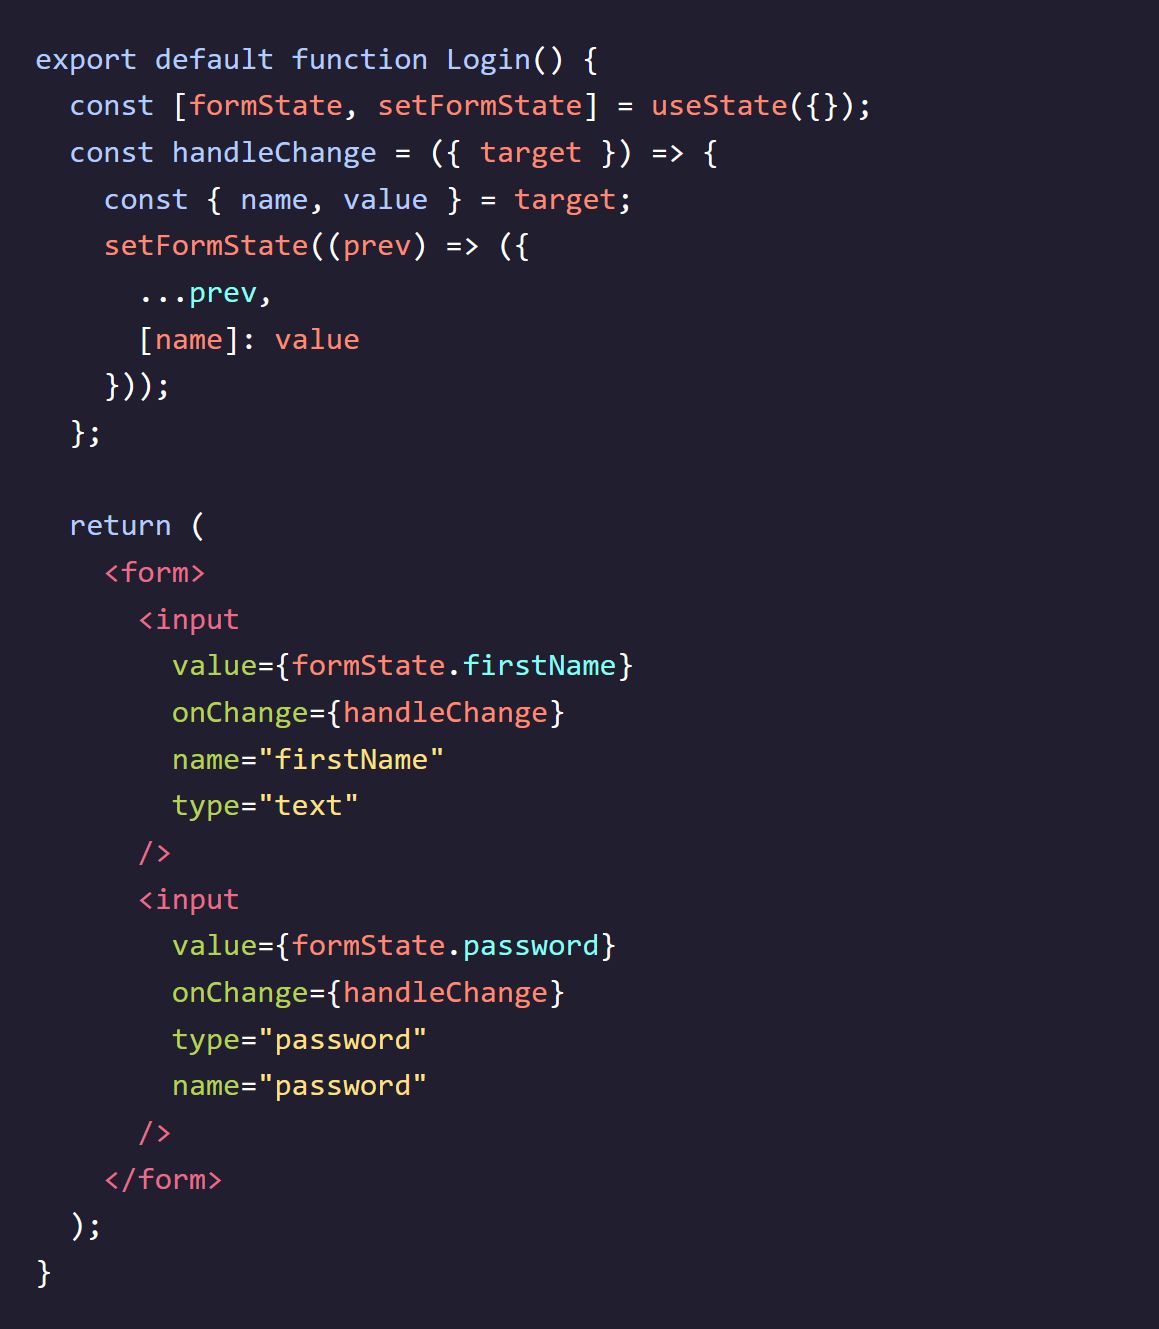 export default function Login() {
  const [formState, setFormState] = useState({});
  const handleChange = ({ target }) => {
    const { name, value } = target;
    setFormState((prev) => ({
      ...prev,
      [name]: value
    }));
  };

  return (
    <form>
      <input
        value={formState.firstName}
        onChange={handleChange}
        name="firstName"
        type="text"
      />
      <input
        value={formState.password}
        onChange={handleChange}
        type="password"
        name="password"
      />
    </form>
  );
}